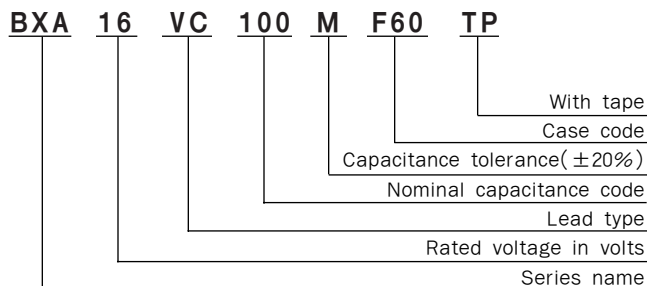 BXA 16 VC 100 M F60 TP
With tape
Case code
Capacitance tolerance(±20%)
Nominal capacitance code
Lead type
Rated voltage in volts
Series name